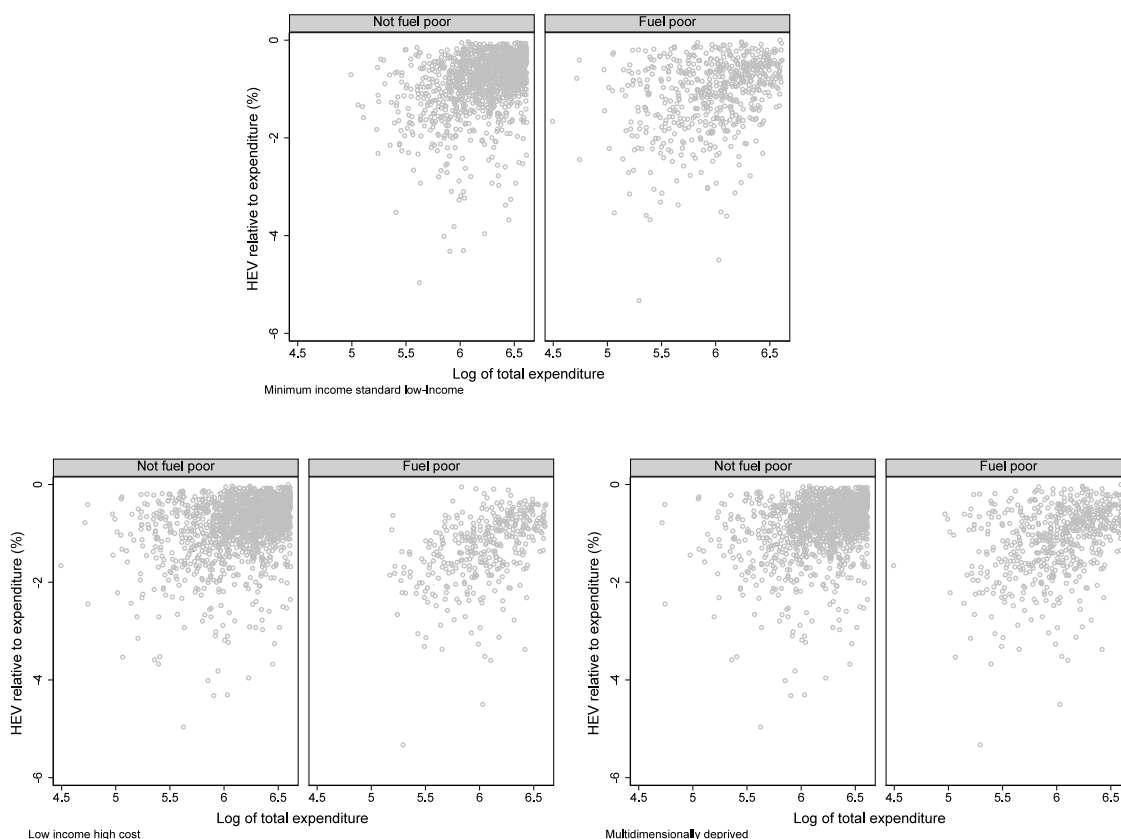 Not fuel poor Fuel poor
HEV relative to expenditure (%)
0
-2
-4
-6
4.5 5 5.5 6 6.5 4.5 5 5.5 6 6.5
Log of total expenditure
Minimum income standard low-Income
Not fuel poor Fuel poor
HEV relative to expenditure (%)
0
-2
-4
-6
4.5 5 5.5 6 6.5 4.5 5 5.5 6 6.5
Log of total expenditure
Low income high cost
Not fuel poor Fuel poor
HEV relative to expenditure (%)
0
-2
-4
-6
4.5 5 5.5 6 6.5 4.5 5 5.5 6 6.5
Log of total expenditure
Multidimensionally deprived